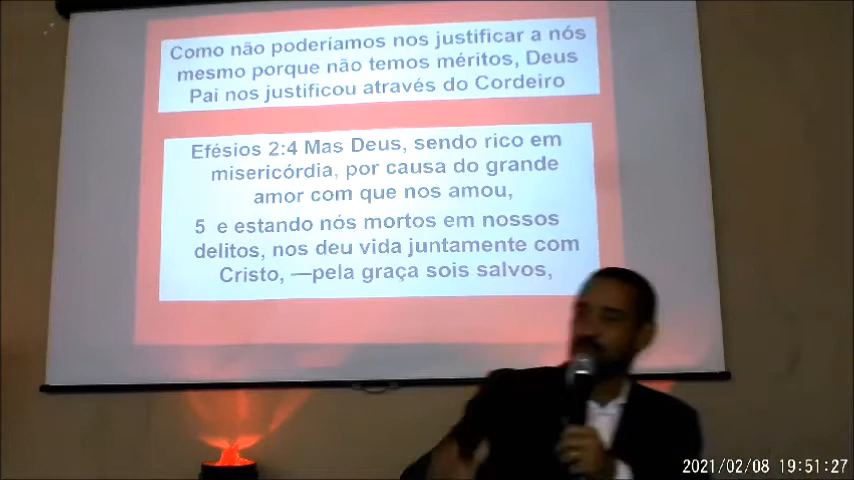 Como não poderíamos nos justificar a nós
mesmo porque não temos méritos, Deus
Pai nos justificou através do Cordeiro
Efésios 2:4 Mas Deus, sendo rico em
misericórdia, por causa do grande
amor com que nos amou,
5 e estando nós mortos em nossos
delitos, nos deu vida juntamente com
Cristo, —pela graça sois salvos,
2021/02/08 19:51:27